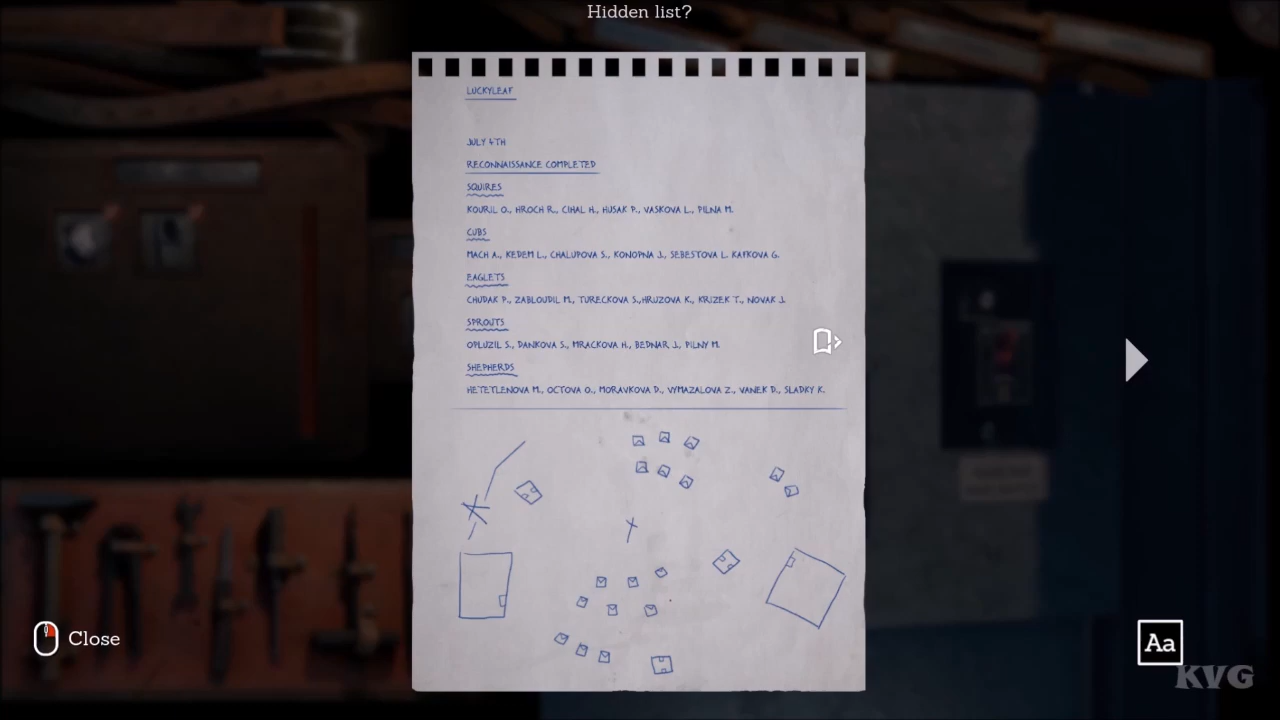 Hidden list?
LUCKYLEAF
JULY 4TH
RECONNAISSANCE COMPLETED
SQUIRES
KOURIL O., HROCH R., CIHAL H., HUSAK P., VASKOVA L., PILNA M.
CUBS
MACH A., KEDEM L., CHALUPOVA S., KONOPNA J., SEBESTOVA L. KAFKOVA G.
EAGLETS
CHUDAK P., ZABLOUDIL M., TURECKOVA S.,HRUZOVA K., KRIZEK T., NOVAK J.
SPROUTS
OPLUZIL S., DANKOVA S., MRACKOVA H., BEDNAR J., PILNY M.
SHEPHERDS
HETETLENOVA M., OCTOVA O., MORAVKOVA D., VYMAZALOVA Z., VANEK D., SLADKY K.
Close
Aa
KVG